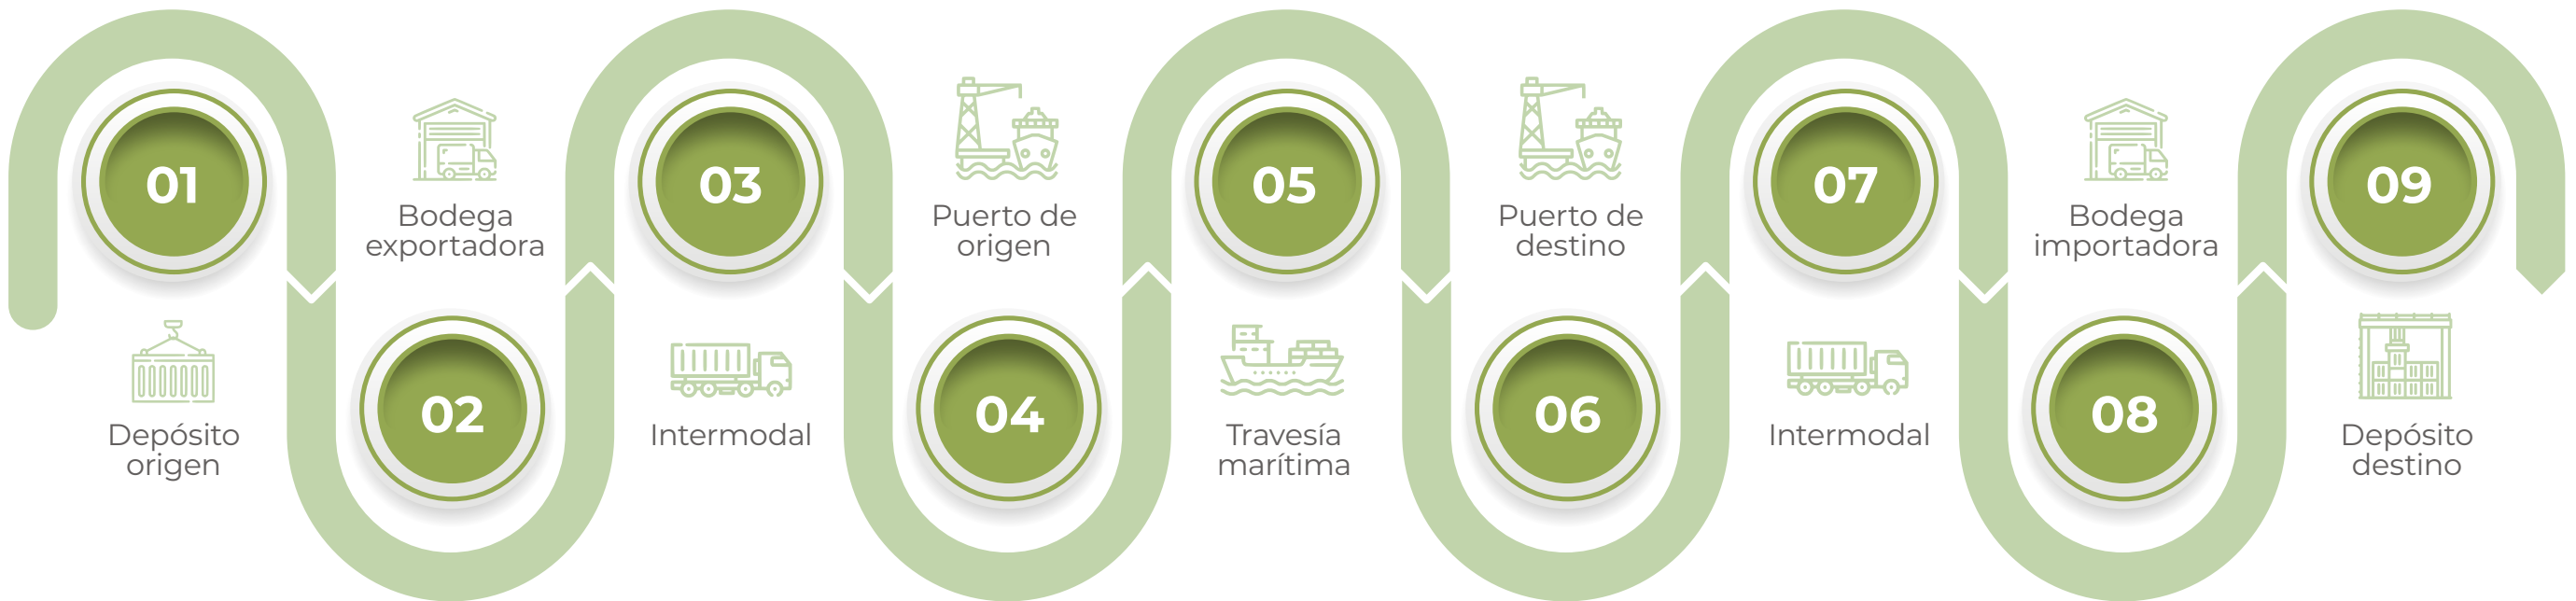 01
Depósito
origen
Bodega
exportadora
02
03
Intermodal
Puerto de
origen
04
05
Travesía
marítima
Puerto de
destino
06
07
Intermodal
Bodega
importadora
08
09
Depósito
destino